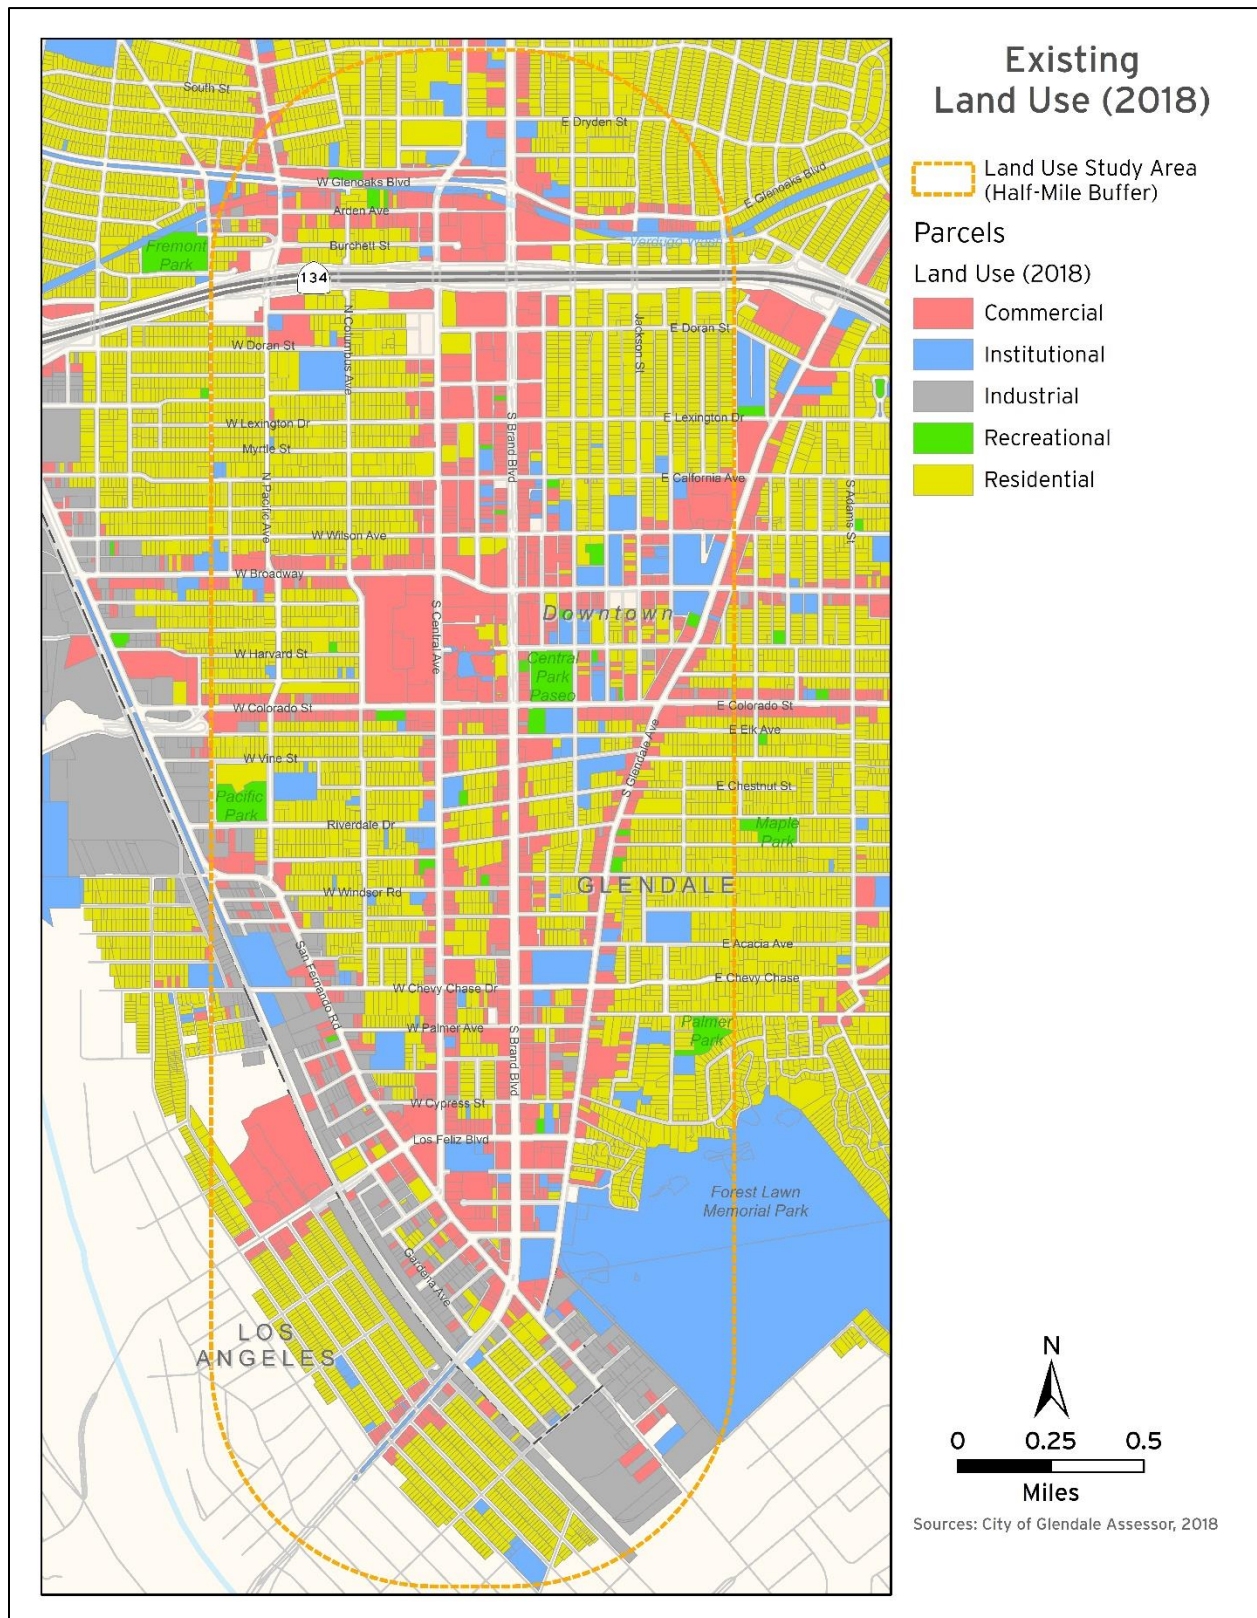 Existing
Land Use (2018)
Land Use Study Area
(Half-Mile Buffer)
Parcels
Land Use (2018)
Commercial
Institutional
Industrial
Recreational
Residential
South St
E Dryden St
W Glenoaks Blvd
E Glenoaks Blvd
Arden Ave
Burchett St
Fremont
Park
134
N Columbus Ave
Jackson St
E Doran St
W Doran St
W Lexington Dr
E Lexington Dr
S Brand Blvd
Myrtle St
N Pacific Ave
E Calfornia Ave
S Adams St
W Wilson Ave
W Broadway
Downtown
S Central Ave
W Harvard St
Central
Park
Paseo
W Colorado St
E Colorado St
E Elk Ave
S Glendale Ave
W Vine St
E Chestnut St
Pacific
Park
Riverdale Dr
Maple
Park
GLENDALE
W Windsor Rd
E Acacia Ave
San Fernando Rd
W Chevy Chase Dr
E Chevy Chase
W Palmer Ave
S Brand Blvd
Palmer
Park
W Cypress St
Los Feliz Blvd
Forest Lawn
Memorial Park
Gardena Ave
LOS
ANGELES
N
0 0.25 0.5
Miles
Sources: City of Glendale Assessor, 2018